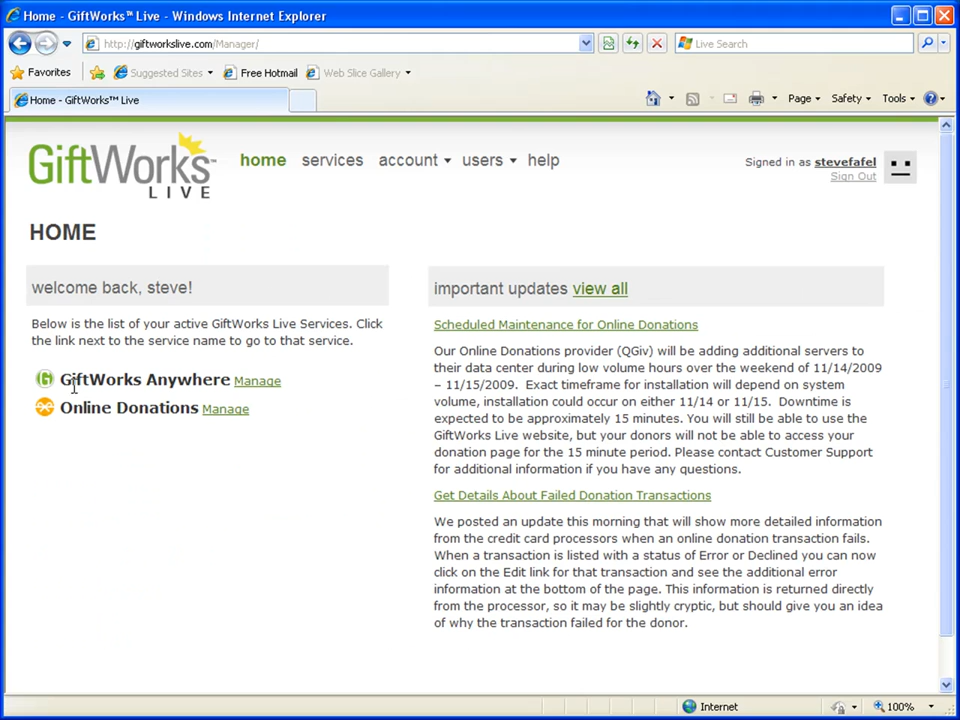 Home - GiftWorks™ Live - Windows Internet Explorer
http://giftworkslive.com/Manager/
Live Search
Favorites
Suggested Sites
Free Hotmail
Web Slice Gallery
Home - GiftWorks™ Live
Page
Safety
Tools
GiftWorks™
LIVE
home
services
account
users
help
Signed in as stevefafel
Sign Out
HOME
welcome back, steve!
Below is the list of your active GiftWorks Live Services. Click
the link next to the service name to go to that service.
GiftWorks Anywhere Manage
Online Donations Manage
important updates view all
Scheduled Maintenance for Online Donations
Our Online Donations provider (QGiv) will be adding additional servers to
their data center during low volume hours over the weekend of 11/14/2009
– 11/15/2009. Exact timeframe for installation will depend on system
volume, installation could occur on either 11/14 or 11/15. Downtime is
expected to be approximately 15 minutes. You will still be able to use the
GiftWorks Live website, but your donors will not be able to access your
donation page for the 15 minute period. Please contact Customer Support
for additional information if you have any questions.
Get Details About Failed Donation Transactions
We posted an update this morning that will show more detailed information
from the credit card processors when an online donation transaction fails.
When a transaction is listed with a status of Error or Declined you can now
click on the Edit link for that transaction and see the additional error
information at the bottom of the page. This information is returned directly
from the processor, so it may be slightly cryptic, but should give you an idea
of why the transaction failed for the donor.
Internet
100%